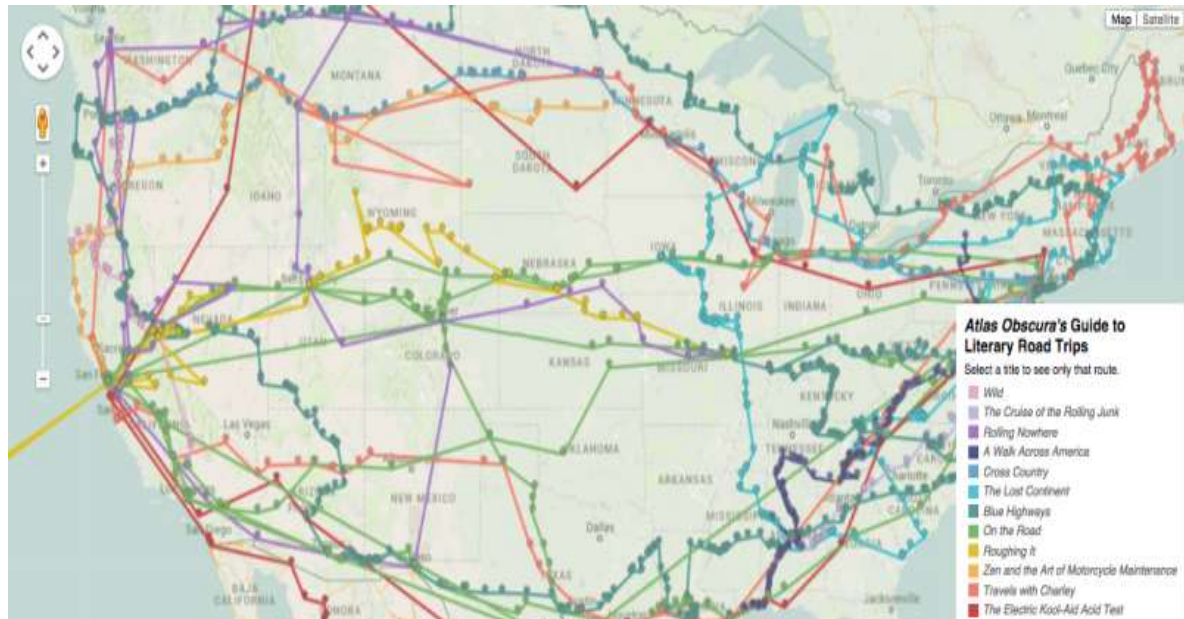 Map | Satellite
Quebec City
WASHINGTON
MONTANA
NORTH
DAKOTA
Ottawa Montreal
MINNESOTA
OREGON
IDAHO
SOUTH
DAKOTA
Toronto
WYOMING
Milwaukee
NEW YORK
MASSACHUSETTS
IOWA
NEBRASKA
NEVADA
ILLINOIS
INDIANA
OHIO
UTAH
COLORADO
KANSAS
MISSOURI
KENTUCKY
Las Vegas
Nashville
TENNESSEE
OKLAHOMA
ARKANSAS
NEW MEXICO
Charlotte
MISSISSIPPI
Dallas
San Diego
TEXAS
BAJA
CALIFORNIA
Jacksonville
Atlas Obscura's Guide to
Literary Road Trips
Select a title to see only that route.
Wild
The Cruise of the Rolling Junk
Rolling Nowhere
A Walk Across America
Cross Country
The Lost Continent
Blue Highways
On the Road
Roughing It
Zen and the Art of Motorcycle Maintenance
Travels with Charley
The Electric Kool-Aid Acid Test